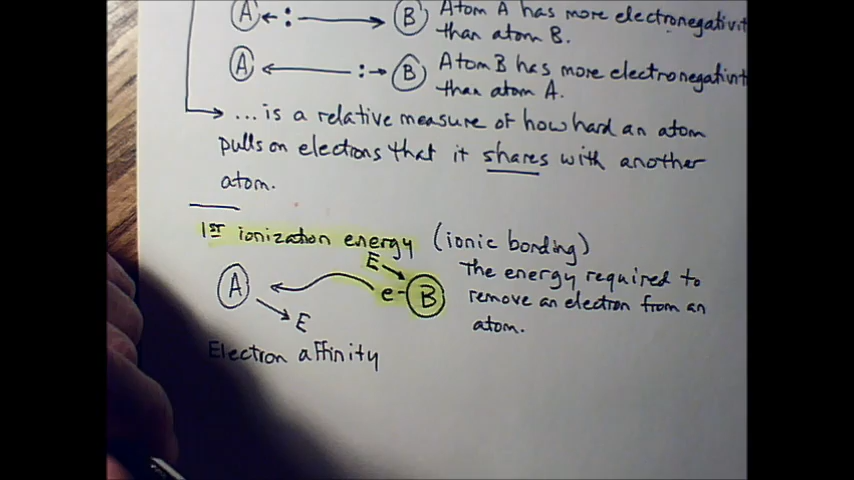 A : B Atom A has more electronegativit
than atom B.
A : B Atom B has more electronegativit
than atom A.
... is a relative measure of how hard an atom
pulls on electrons that it shares with another
atom.
1ST ionization energy (ionic bonding)
E The energy required to
A e- B remove an electron from an
E atom.
Electron affinity